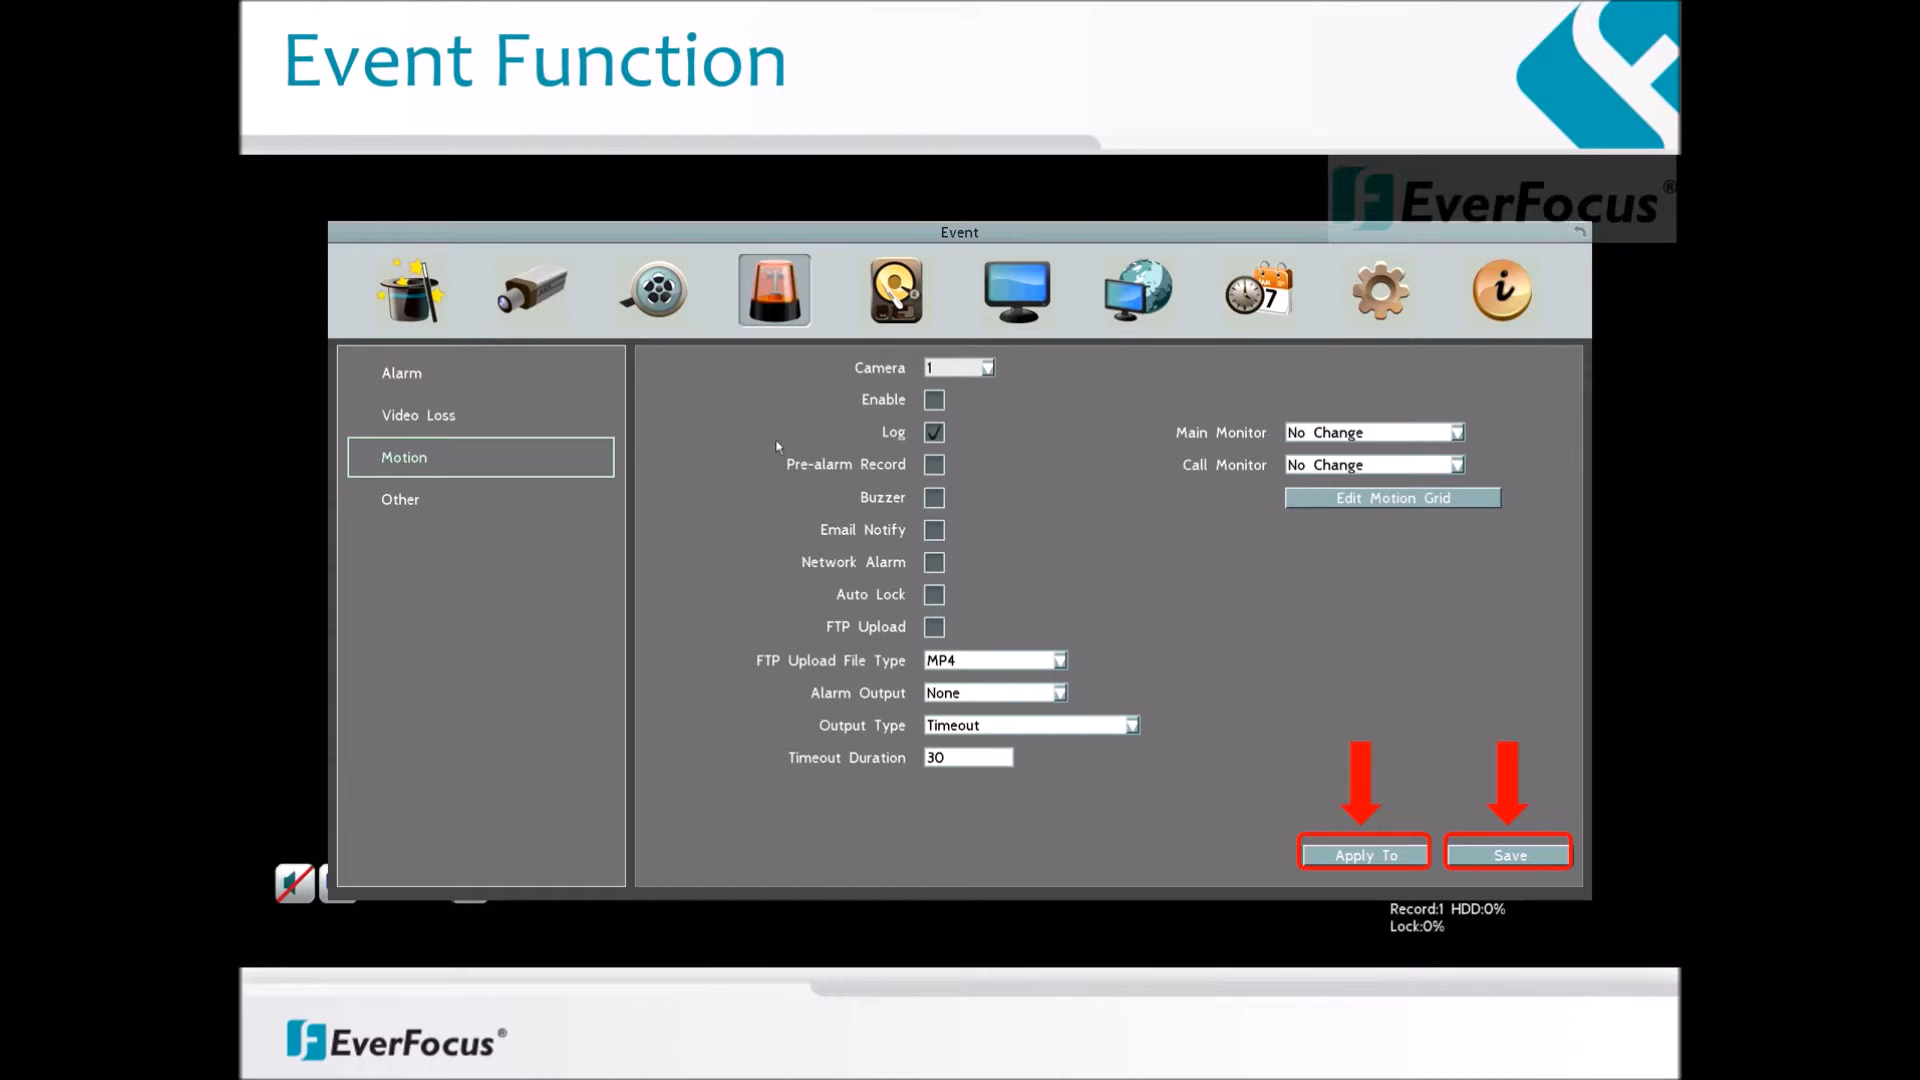 Event Function
EverFocus®
Event
7
Alarm
Video Loss
Motion
Other
Camera 1
Enable
Log
Pre-alarm Record
Buzzer
Email Notify
Network Alarm
Auto Lock
FTP Upload
FTP Upload File Type MP4
Alarm Output None
Output Type Timeout
Timeout Duration 30
Main Monitor No Change
Call Monitor No Change
Edit Motion Grid
Apply To Save
Record:1 HDD:0%
Lock:0%
EverFocus®